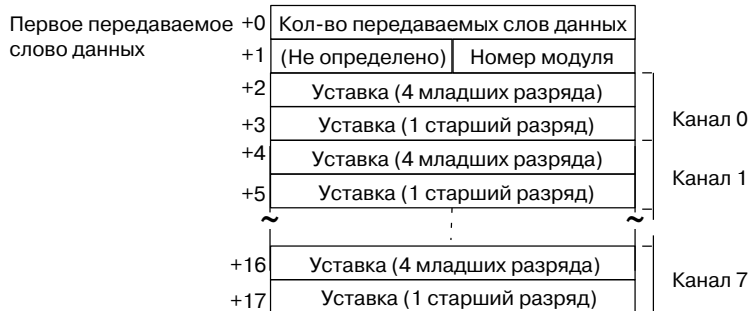 Первое передаваемое слово данных
+0 Кол-во передаваемых слов данных
+1 (Не определено) Номер модуля
+2 Уставка (4 младших разряда)
+3 Уставка (1 старший разряд)
Канал 0
+4 Уставка (4 младших разряда)
+5 Уставка (1 старший разряд)
Канал 1
~ ~
+16 Уставка (4 младших разряда)
+17 Уставка (1 старший разряд)
Канал 7